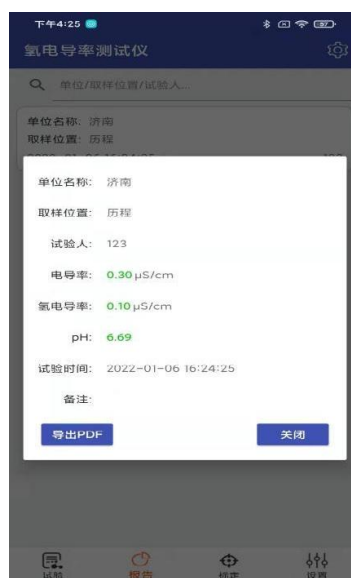 下午4:25
氢电导率测试仪
单位/取样位置/试验人...
单位名称: 济南
取样位置: 历程
单位名称: 济南
取样位置: 历程
试验人: 123
电导率: 0.30 μS/cm
氢电导率: 0.10 μS/cm
pH: 6.69
试验时间: 2022-01-06 16:24:25
备注:
导出PDF 关闭
试验 报告 标定 设置